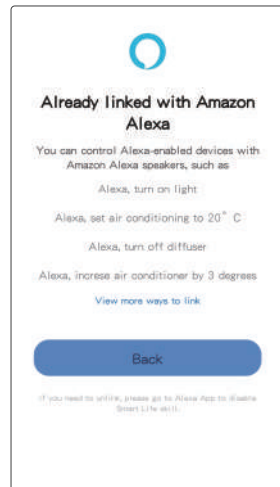 Already linked with Amazon
Alexa
You can control Alexa-enabled devices with
Amazon Alexa speakers, such as
Alexa, turn on light
Alexa, set air conditioning to 20° C
Alexa, turn off diffuser
Alexa, increse air conditioner by 3 degrees
View more ways to link
Back
If you need to unlink, please go to Alexa App to disable
Smart Life skill.